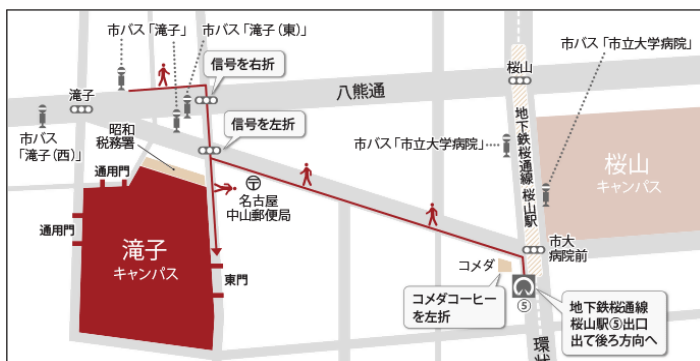 市バス「滝子」
市バス「滝子（東）」
信号を右折
桜山
市バス「市立大学病院」
滝子
八熊通
市バス
「滝子（西）」
昭和
税務署
信号を左折
地下鉄桜通線 桜山駅
市バス「市立大学病院」
桜山
キャンパス
通用門
〒
名古屋
中山郵便局
通用門
滝子
キャンパス
東門
市大
病院前
コメダ
コメダコーヒー
を左折
⑤
地下鉄桜通線
桜山駅⑤出口
出て後ろ方向へ